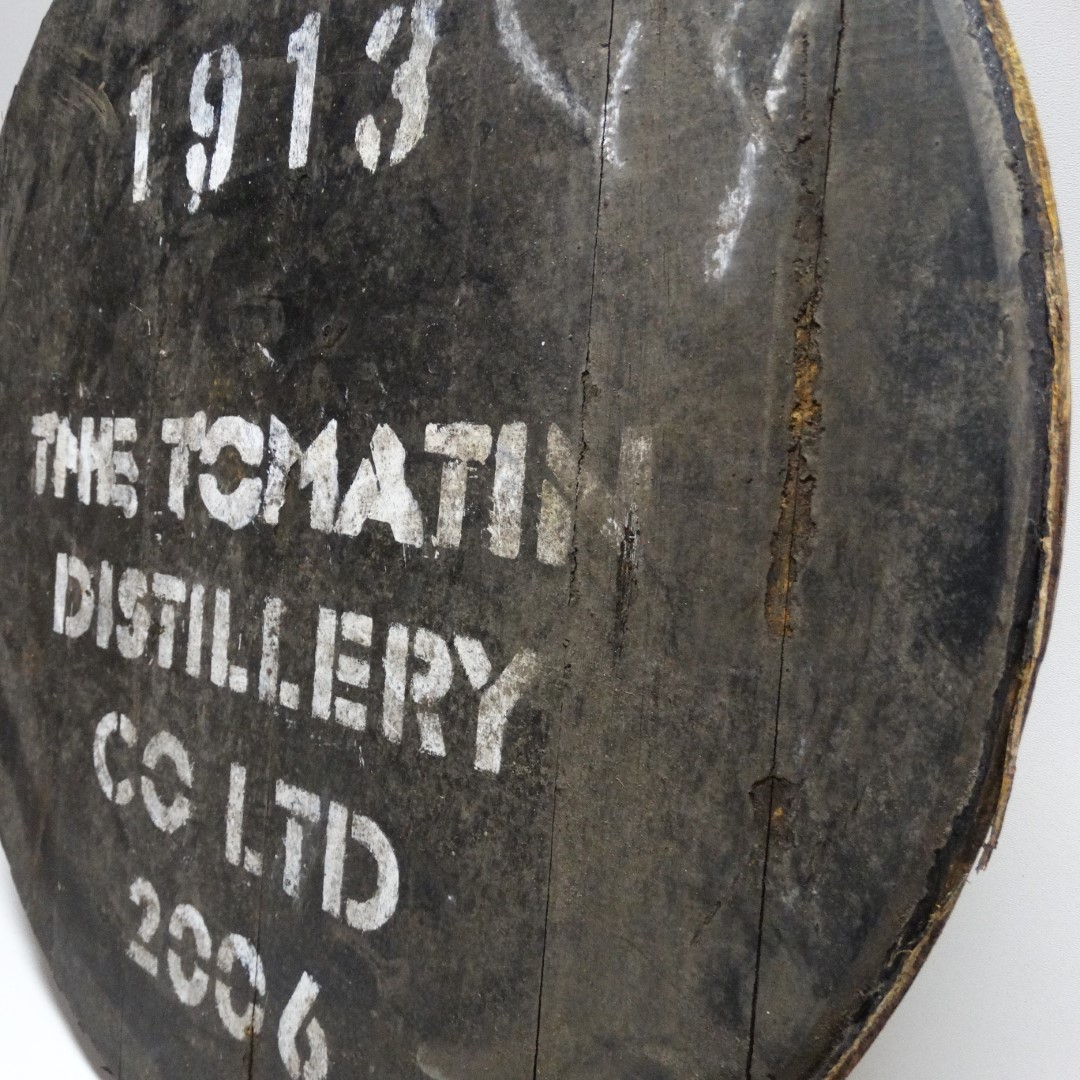 1913
THE TOMATIN
DISTILLERY
CO LTD
2006